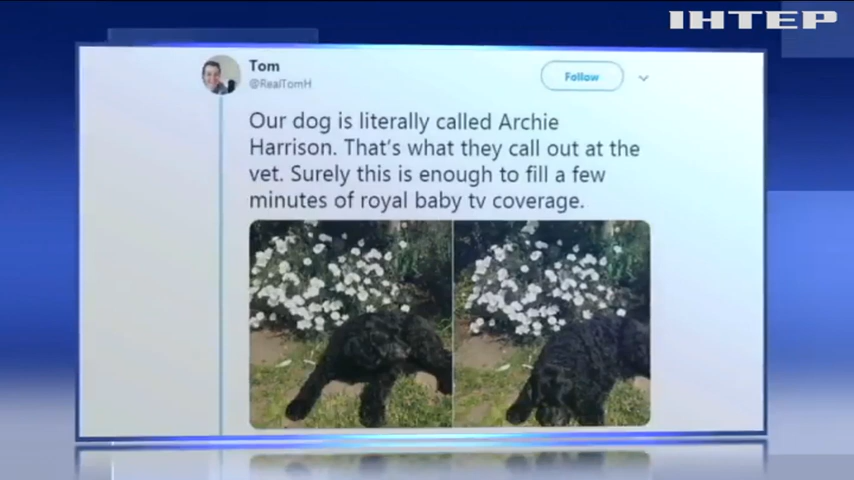 ІНТЕР
Tom
@RealTomH
Follow
Our dog is literally called Archie
Harrison. That's what they call out at the
vet. Surely this is enough to fill a few
minutes of royal baby tv coverage.